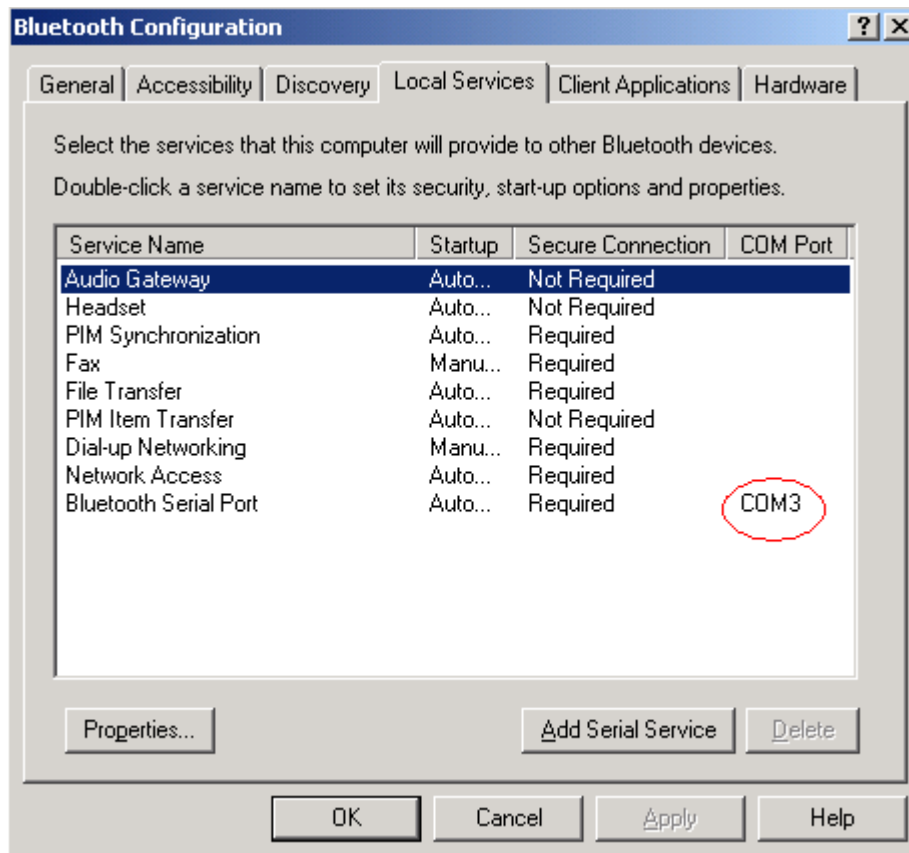 Bluetooth Configuration
General Accessibility Discovery Local Services Client Applications Hardware
Select the services that this computer will provide to other Bluetooth devices.
Double-click a service name to set its security, start-up options and properties.
Service Name Startup Secure Connection COM Port
Audio Gateway Auto... Not Required
Headset Auto... Not Required
PIM Synchronization Auto... Required
Fax Manu... Required
File Transfer Auto... Required
PIM Item Transfer Auto... Not Required
Dial-up Networking Manu... Required
Network Access Auto... Required
Bluetooth Serial Port Auto... Required COM3
Properties... Add Serial Service Delete
OK Cancel Apply Help